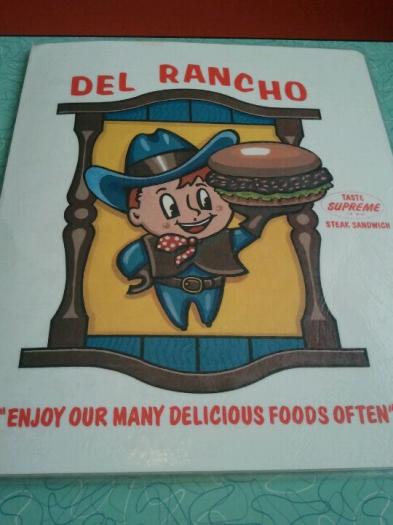 DEL RANCHO
TASTE
SUPREME
STEAK SANDWICH
"ENJOY OUR MANY DELICIOUS FOODS OFTEN"